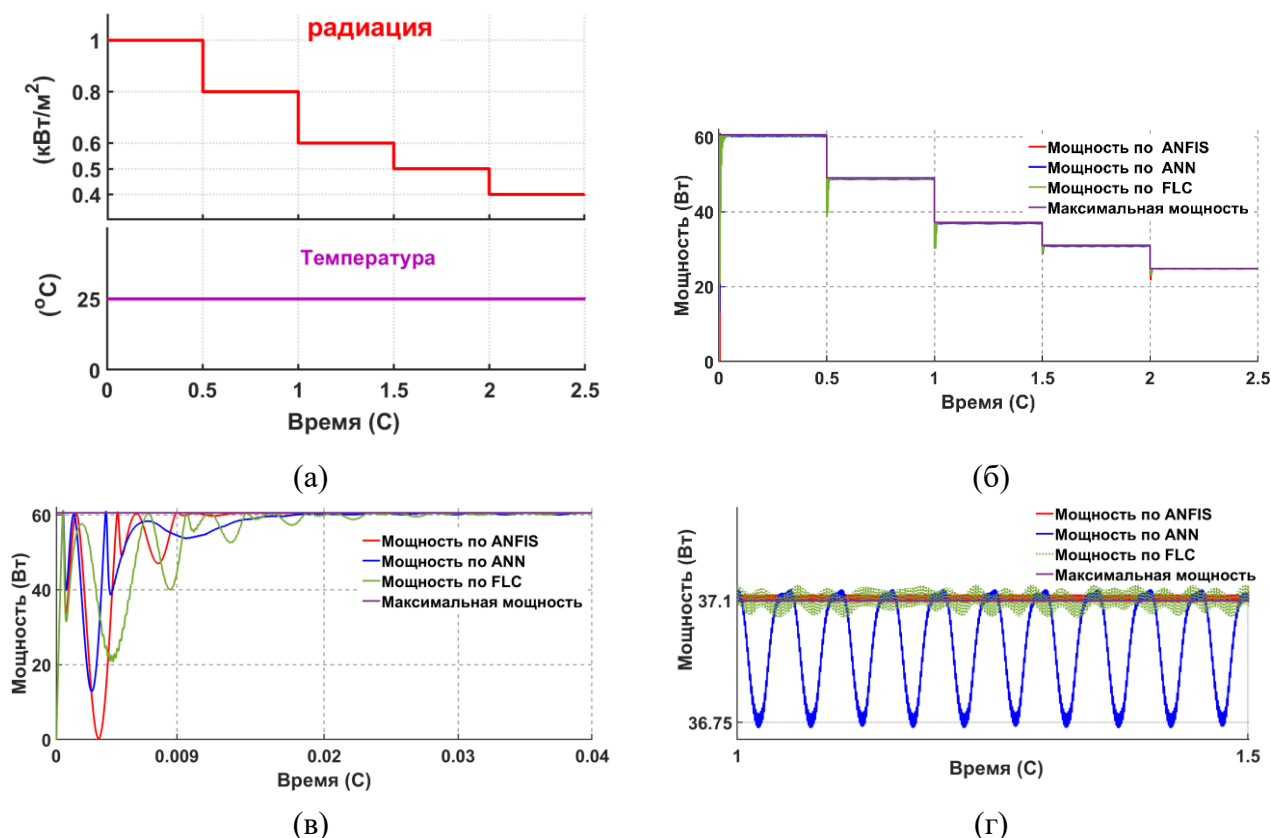 радиация
(кВт/м²)
1
0.8
0.6
0.5
0.4
Температура
(°C)
25
0
0
0.5
1
1.5
2
2.5
Время (С)
(а)
Мощность (Вт)
60
40
20
0
Мощность по ANFIS
Мощность по ANN
Мощность по FLC
Максимальная мощность
0
0.5
1
1.5
2
2.5
Время (С)
(б)
Мощность (Вт)
60
40
20
0
Мощность по ANFIS
Мощность по ANN
Мощность по FLC
Максимальная мощность
0
0.009
0.02
0.03
0.04
Время (С)
(в)
Мощность (Вт)
37.1
36.75
Мощность по ANFIS
Мощность по ANN
Мощность по FLC
Максимальная мощность
1
1.5
Время (С)
(г)